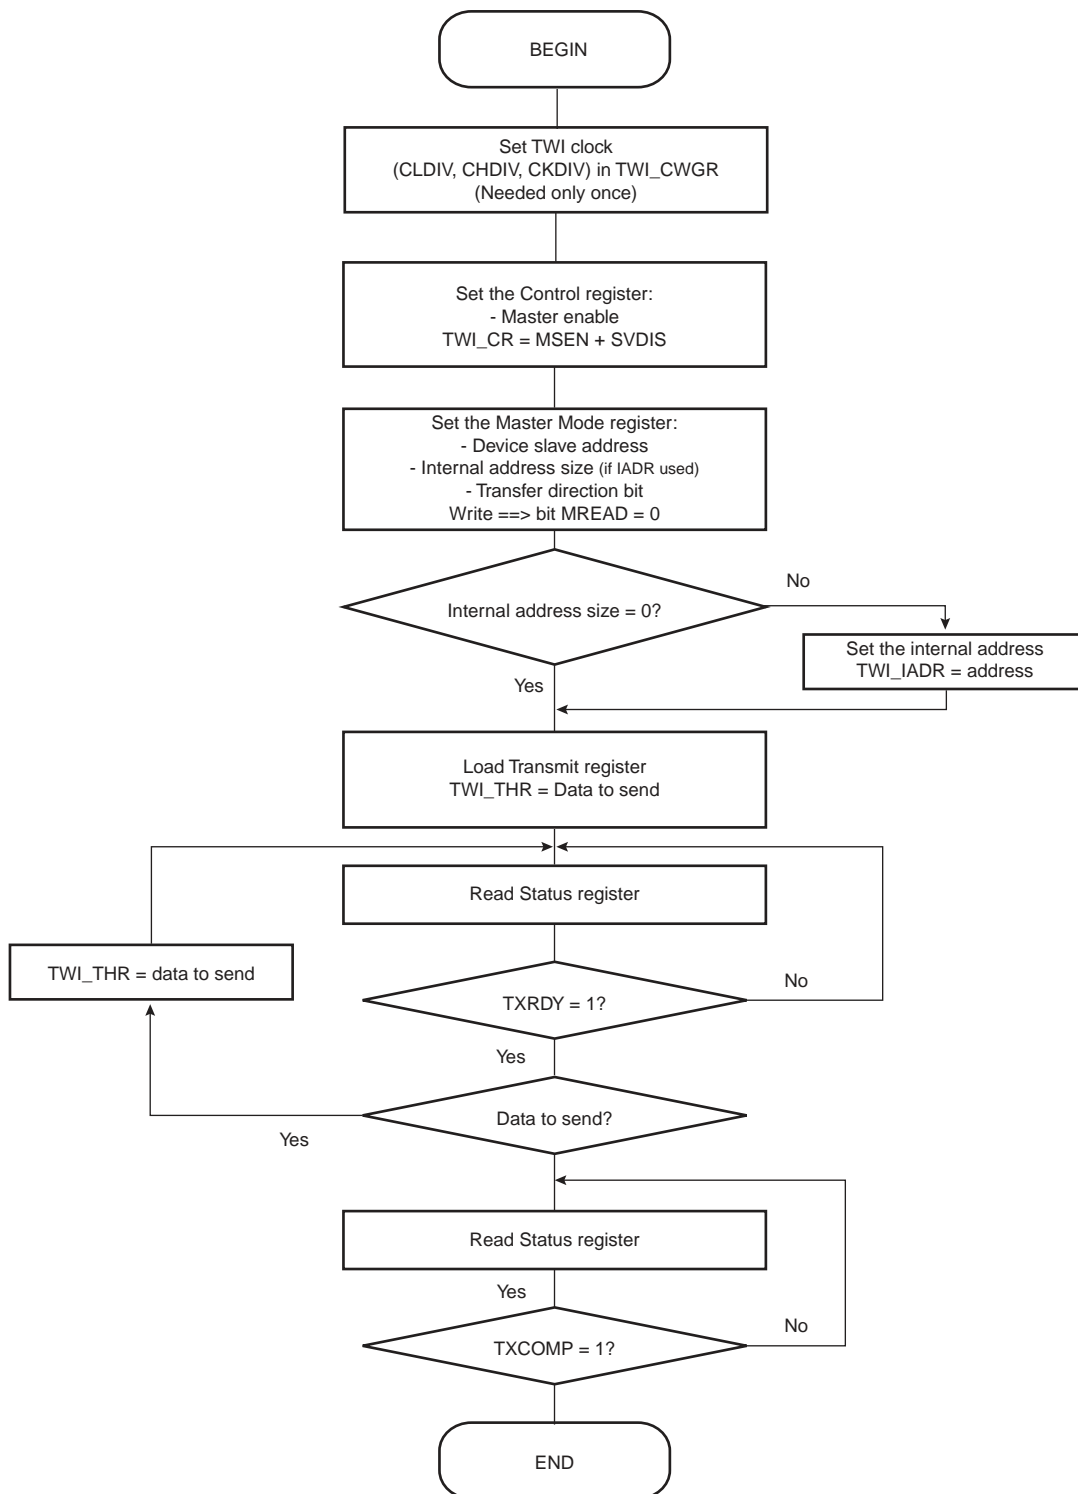 BEGIN
Set TWI clock
(CLDIV, CHDIV, CKDIV) in TWI_CWGR
(Needed only once)
Set the Control register:
- Master enable
TWI_CR = MSEN + SVDIS
Set the Master Mode register:
- Device slave address
- Internal address size (if IADR used)
- Transfer direction bit
Write ==> bit MREAD = 0
No
Internal address size = 0?
Set the internal address
TWI_IADR = address
Yes
Load Transmit register
TWI_THR = Data to send
Read Status register
TWI_THR = data to send
No
TXRDY = 1?
Yes
Data to send?
Yes
Read Status register
Yes
No
TXCOMP = 1?
END